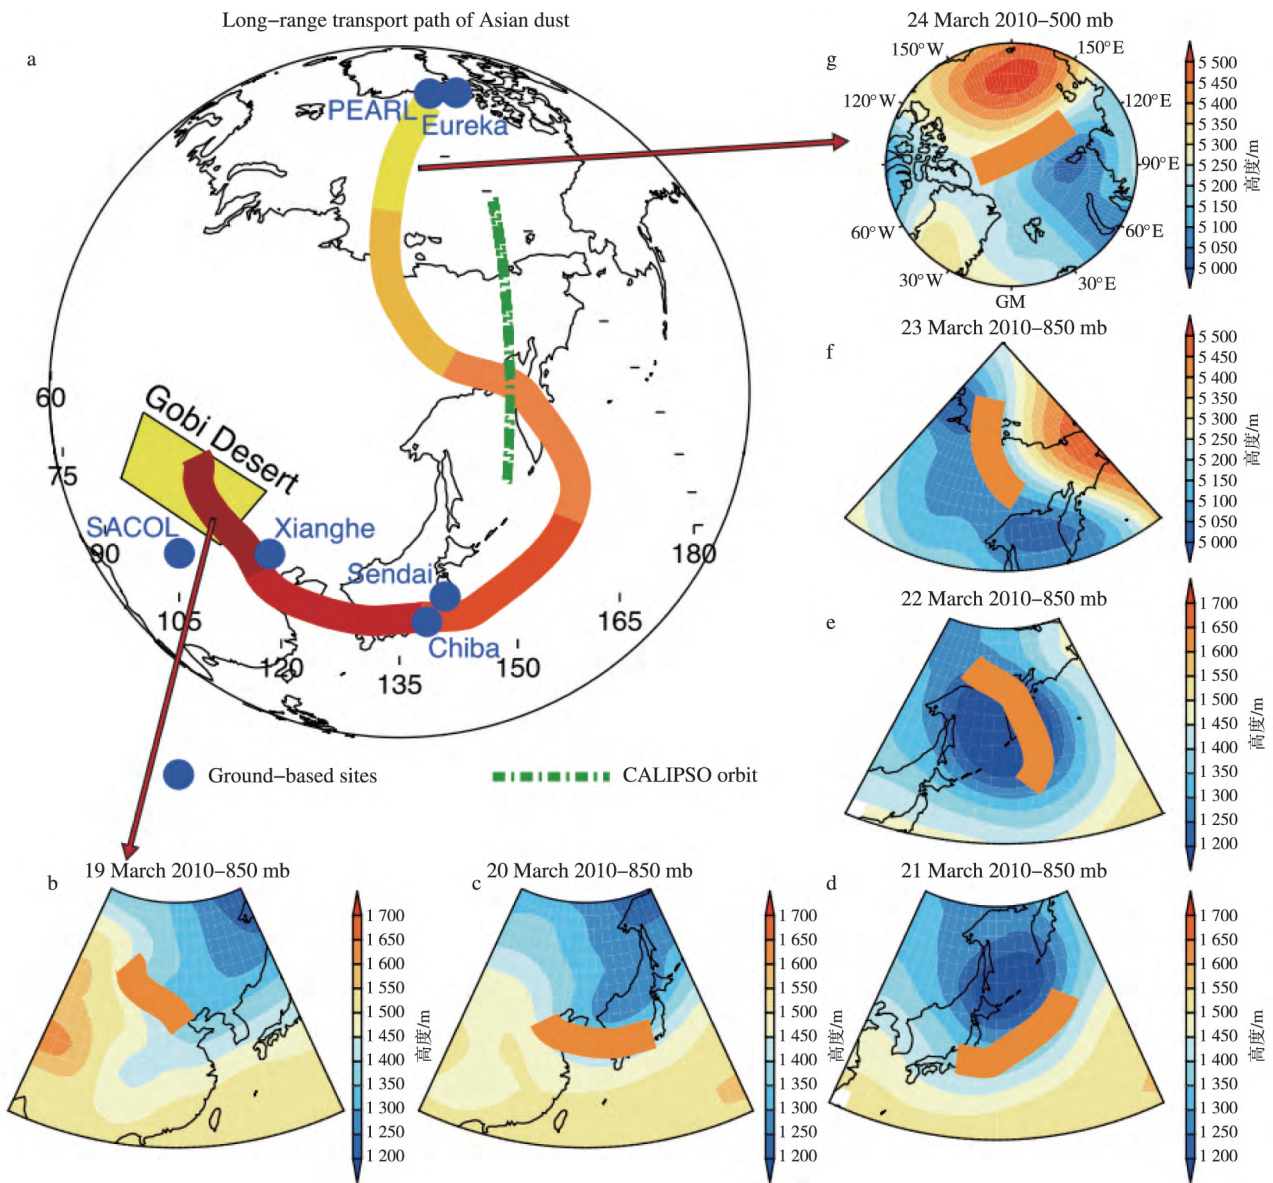 Long-range transport path of Asian dust
a
PEARL
Eureka
60
75
90
105
120
135
150
165
180
Gobi Desert
SACOL
Xianghe
Sendai
Chiba
Ground-based sites
CALIPSO orbit
24 March 2010-500 mb
g
150°W
150°E
120°W
120°E
90°E
60°W
60°E
30°W
30°E
GM
5 500
5 450
5 400
5 350
5 300
5 250
5 200
5 150
5 100
5 050
5 000
高度/m
23 March 2010-850 mb
f
5 500
5 450
5 400
5 350
5 300
5 250
5 200
5 150
5 100
5 050
5 000
高度/m
22 March 2010-850 mb
e
1 700
1 650
1 600
1 550
1 500
1 450
1 400
1 350
1 300
1 250
1 200
高度/m
19 March 2010-850 mb
b
1 700
1 650
1 600
1 550
1 500
1 450
1 400
1 350
1 300
1 250
1 200
高度/m
20 March 2010-850 mb
c
1 700
1 650
1 600
1 550
1 500
1 450
1 400
1 350
1 300
1 250
1 200
高度/m
21 March 2010-850 mb
d
1 700
1 650
1 600
1 550
1 500
1 450
1 400
1 350
1 300
1 250
1 200
高度/m